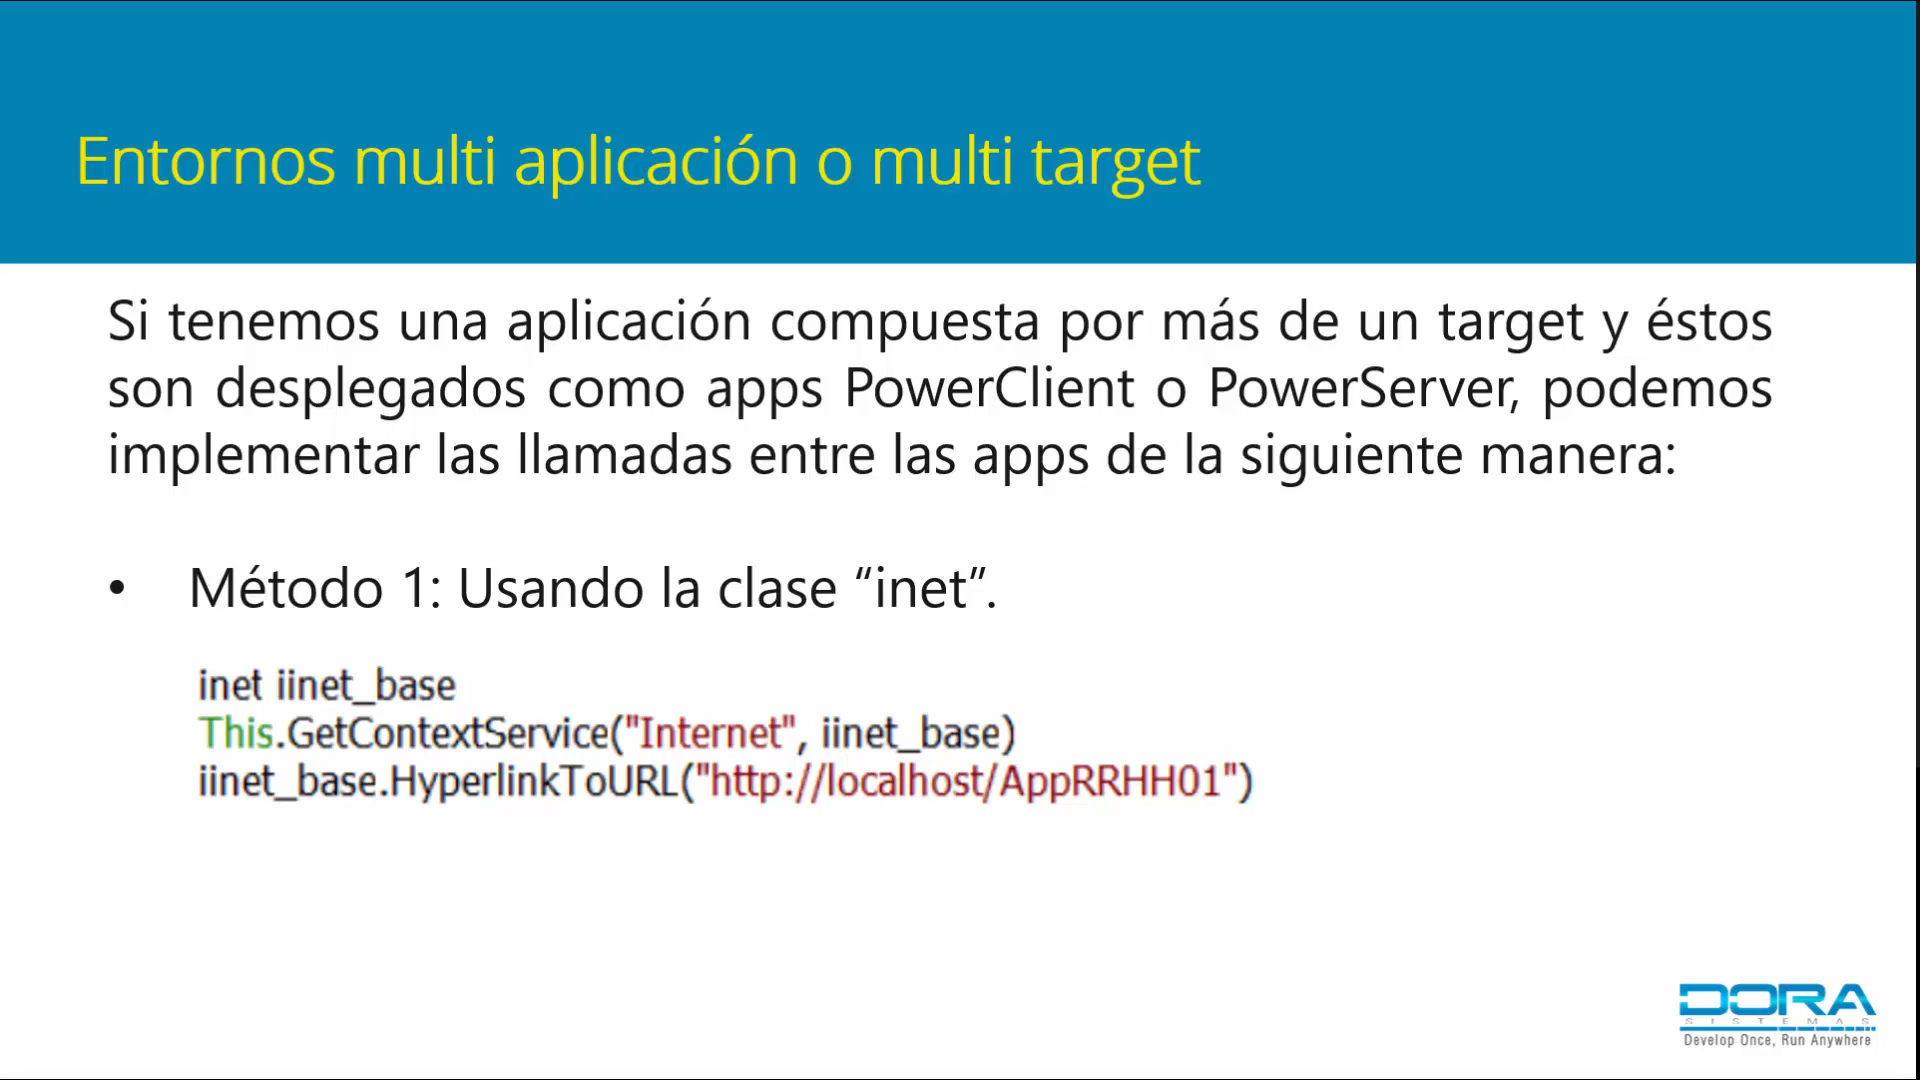 Entornos multi aplicación o multi target
Si tenemos una aplicación compuesta por más de un target y éstos
son desplegados como apps PowerClient o PowerServer, podemos
implementar las llamadas entre las apps de la siguiente manera:
• Método 1: Usando la clase “inet”.
inet iinet_base
This.GetContextService("Internet", iinet_base)
iinet_base.HyperlinkToURL("http://localhost/AppRRHH01")
DORA
SISTEMAS
Develop Once, Run Anywhere